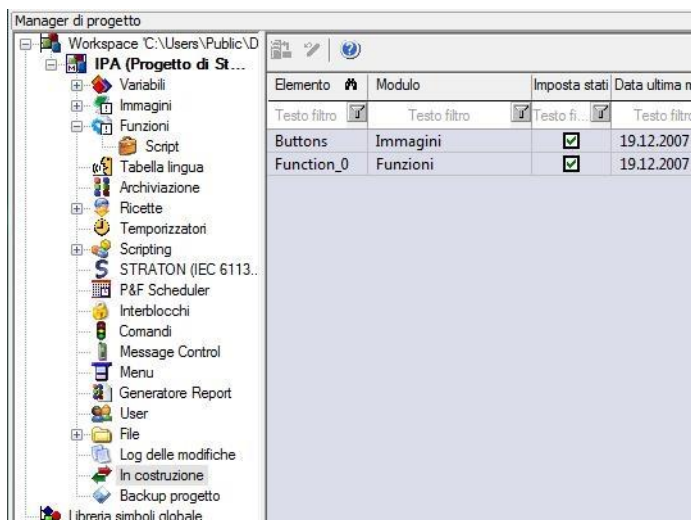 Manager di progetto
Workspace 'C:\Users\Public\D
IPA (Progetto di St...
Variabili
Immagini
Funzioni
Script
Tabella lingua
Archiviazione
Ricette
Temporizzatori
Scripting
STRATON (IEC 6113..
P&F Scheduler
Interblocchi
Comandi
Message Control
Menu
Generatore Report
User
File
Log delle modifiche
In costruzione
Backup progetto
Libreria simboli globale
Elemento Modulo Imposta stati Data ultima m
Testo filtro Testo filtro Testo fi... Testo filtro
Buttons Immagini 19.12.2007
Function_0 Funzioni 19.12.2007